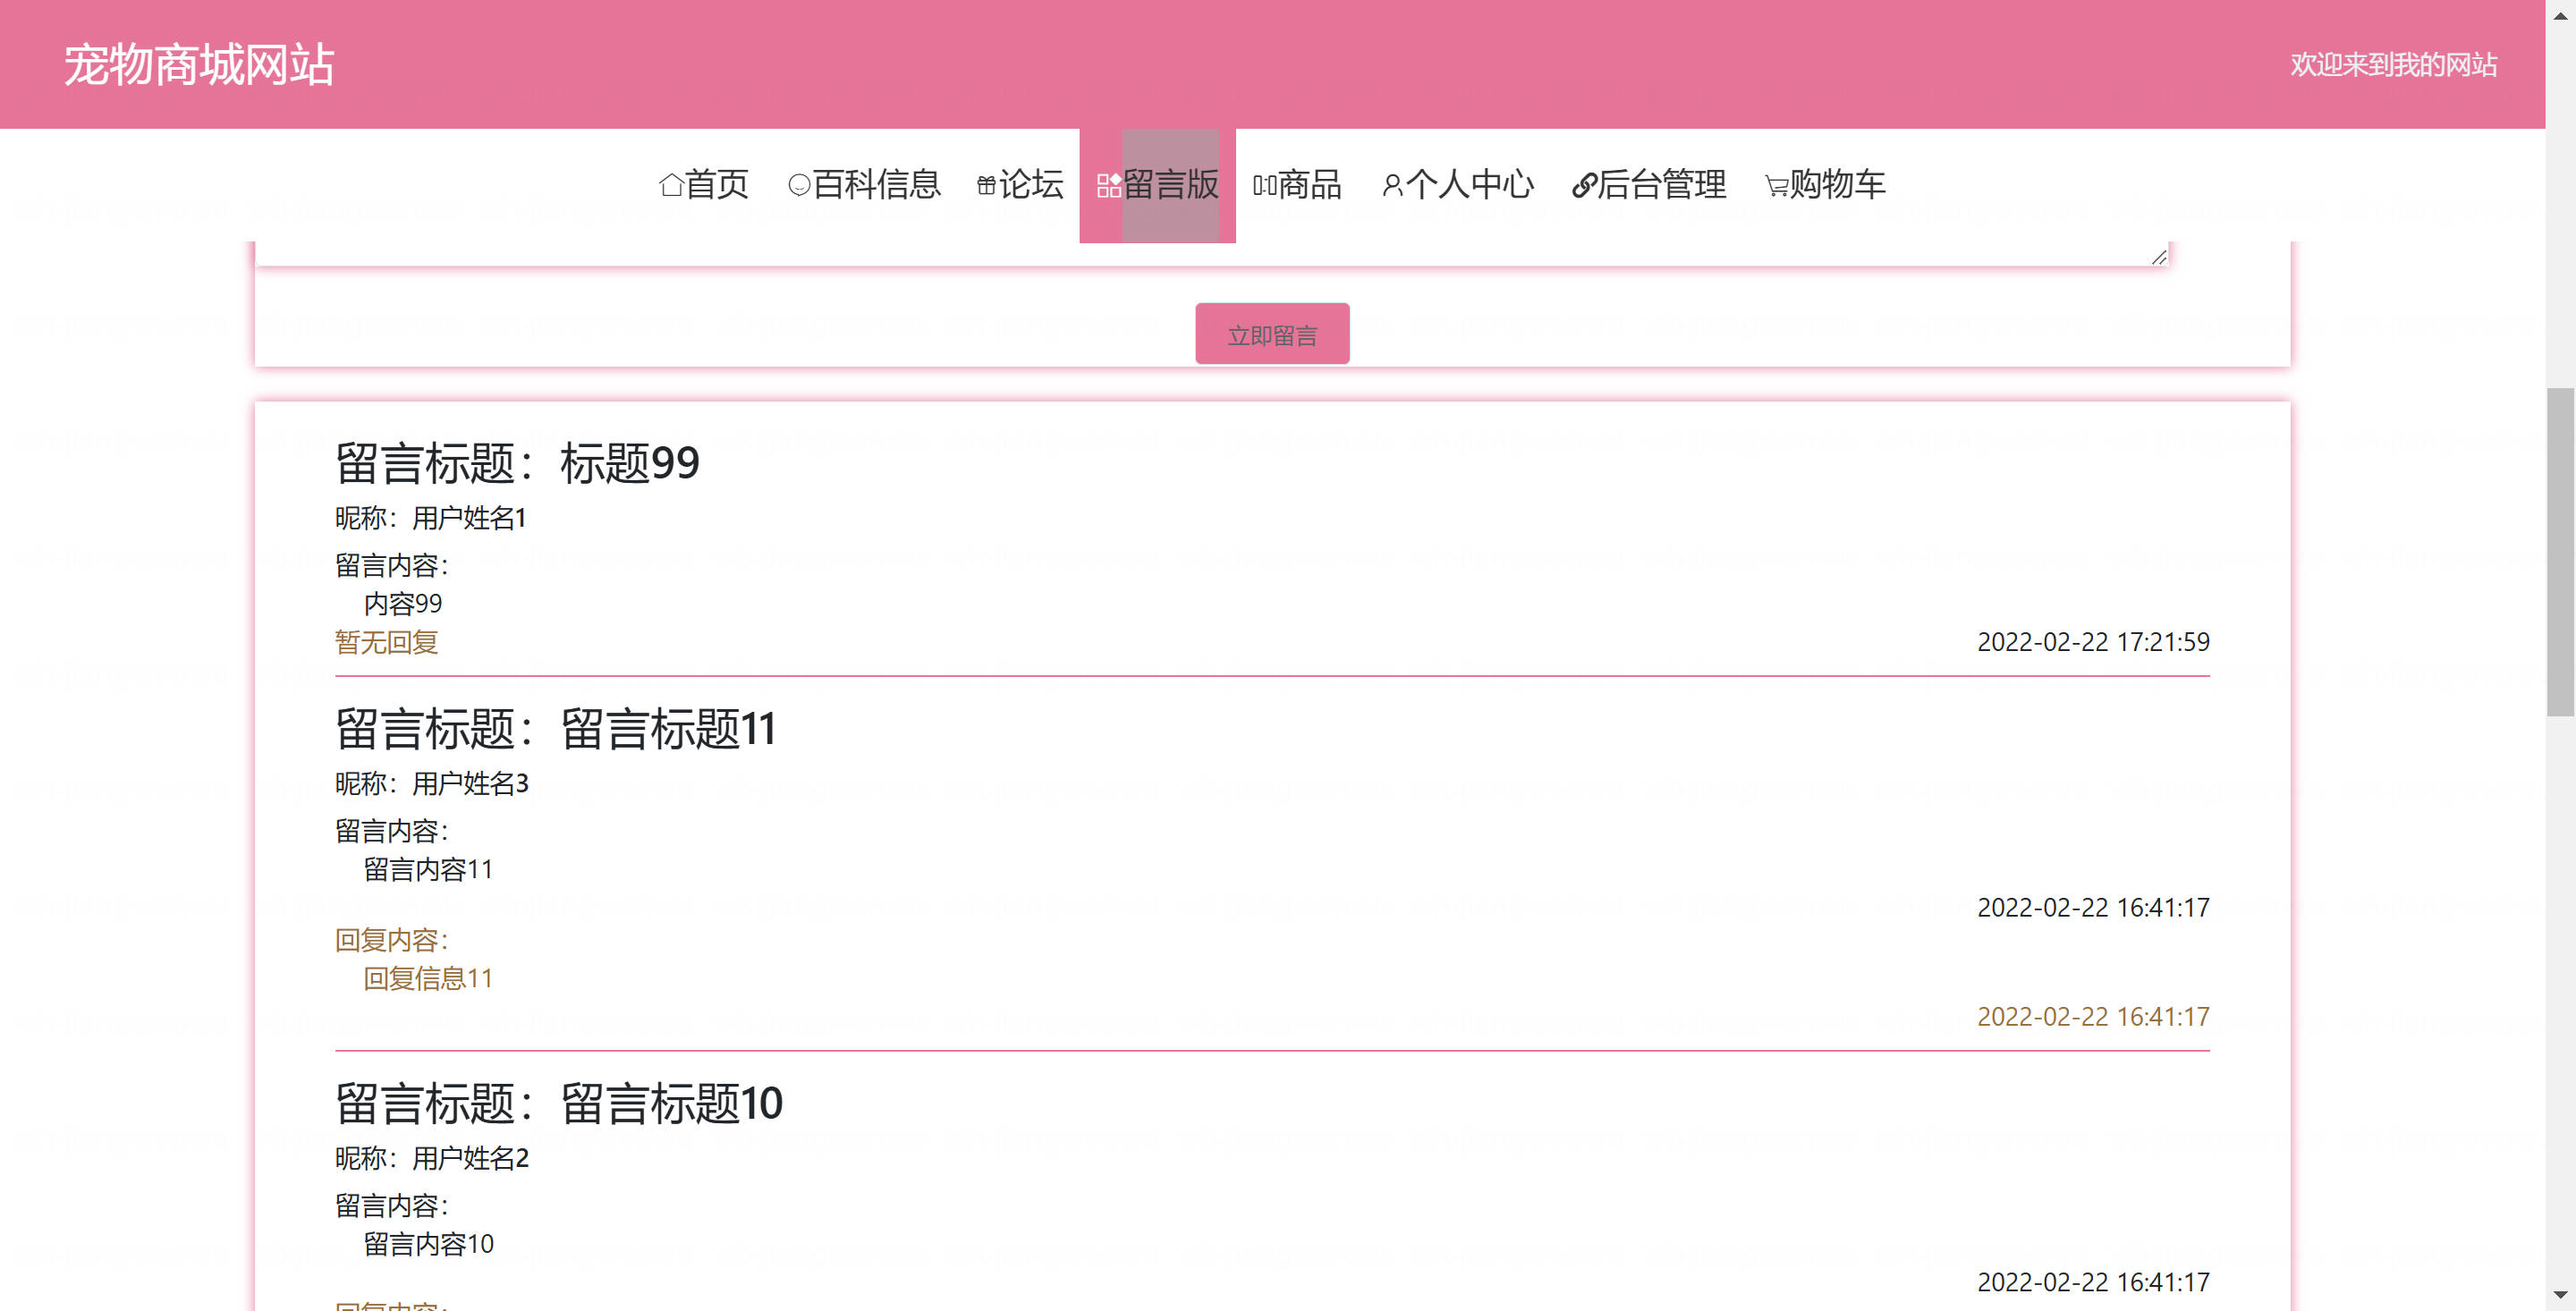 宠物商城网站
欢迎来到我的网站
首页 百科信息 论坛 留言版 商品 个人中心 后台管理 购物车
立即留言
留言标题：标题99
昵称：用户姓名1
留言内容：
内容99
暂无回复 2022-02-22 17:21:59
留言标题：留言标题11
昵称：用户姓名3
留言内容：
留言内容11
2022-02-22 16:41:17
回复内容：
回复信息11
2022-02-22 16:41:17
留言标题：留言标题10
昵称：用户姓名2
留言内容：
留言内容10
2022-02-22 16:41:17
回复内容：